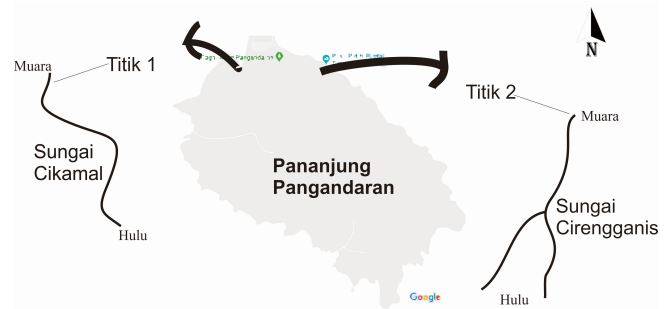 N
Muara
Titik 1
Titik 2
Muara
Sungai
Cikamal
Pananjung
Pangandaran
Sungai
Cirengganis
Hulu
Hulu
Google